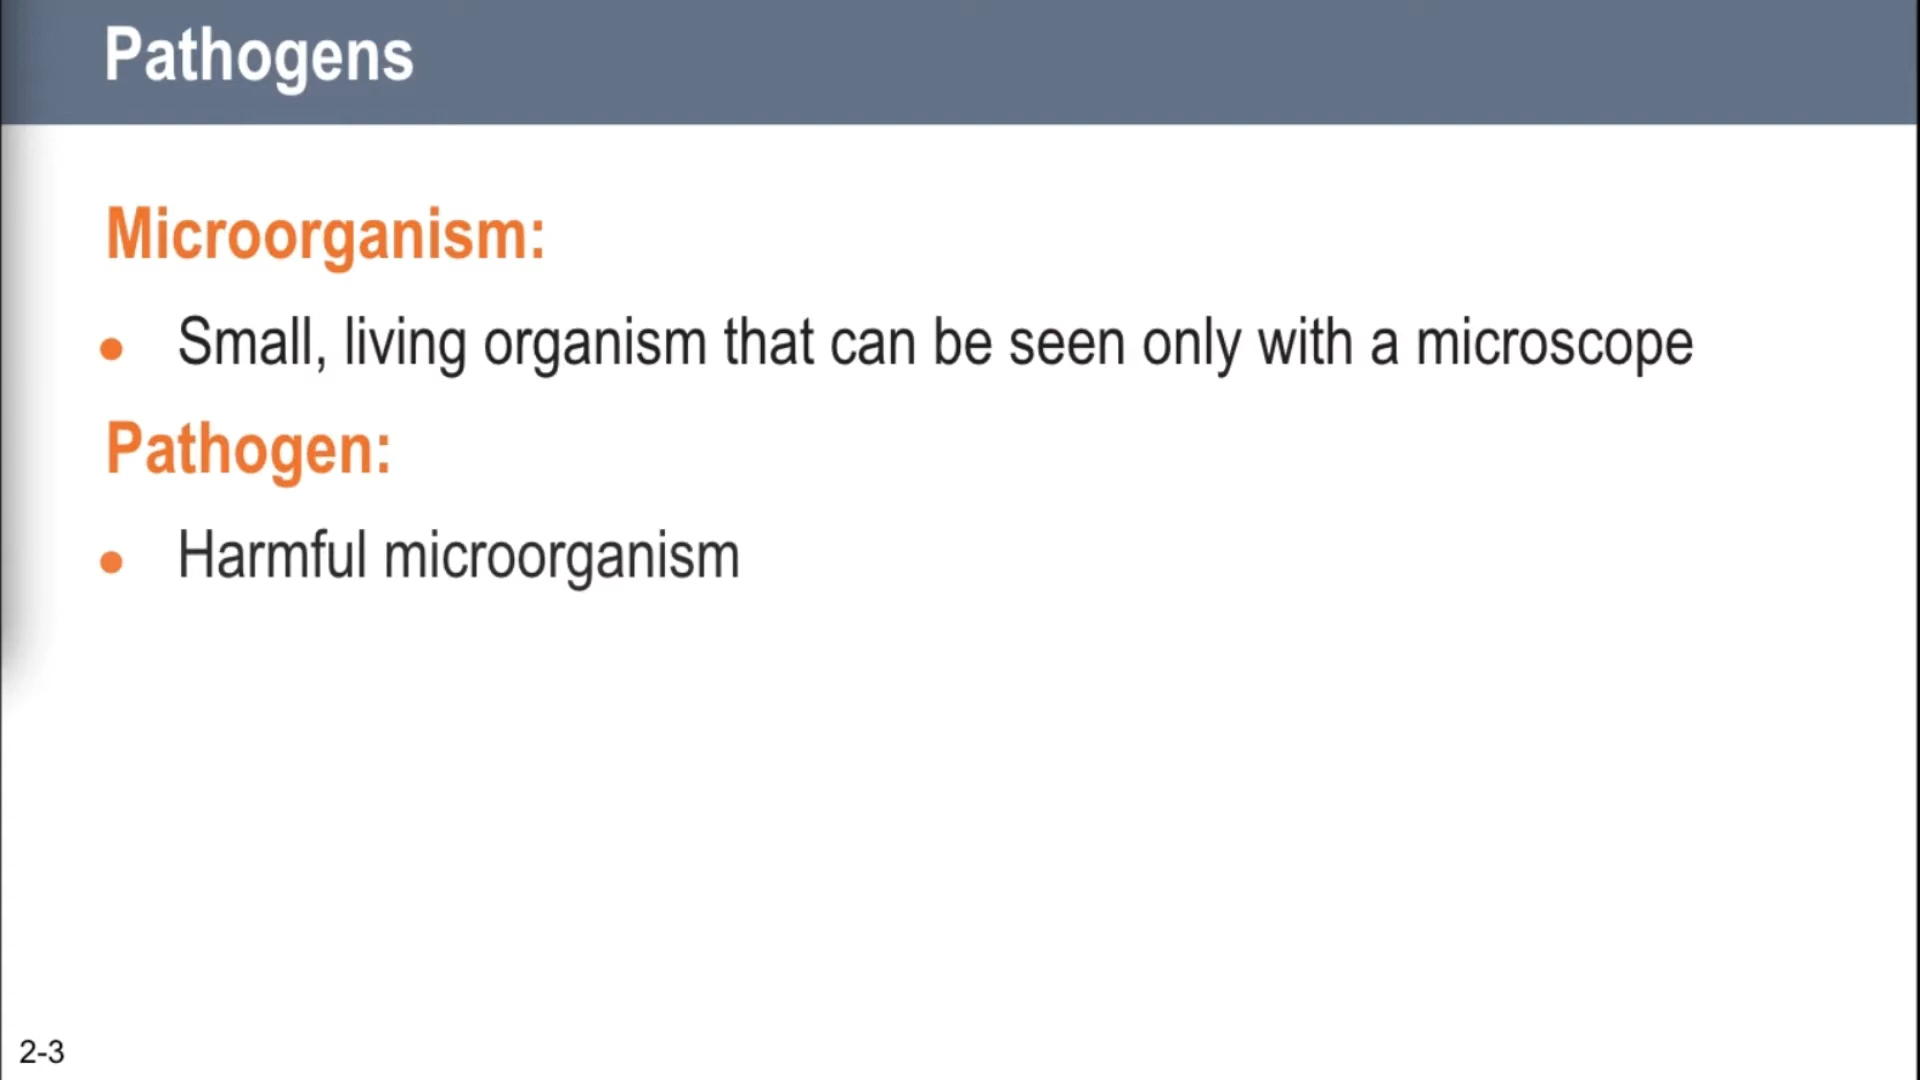 Pathogens
Microorganism:
• Small, living organism that can be seen only with a microscope
Pathogen:
• Harmful microorganism
2-3